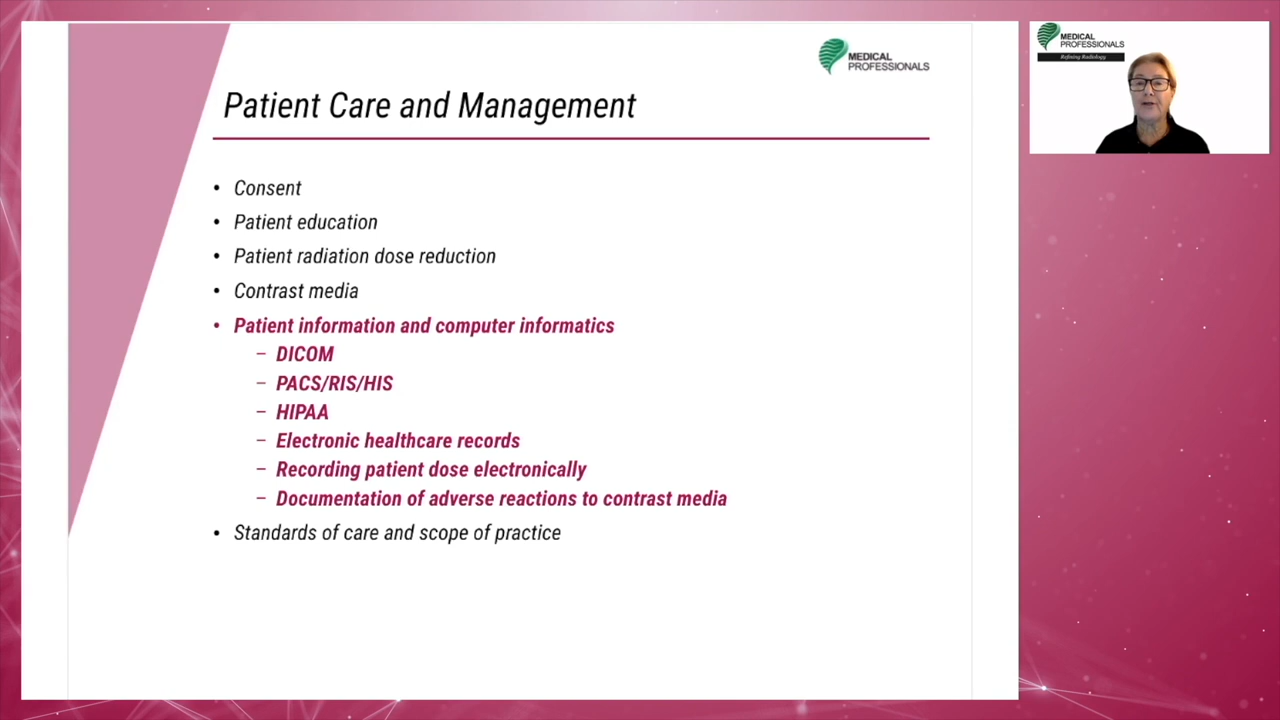 MEDICAL
PROFESSIONALS
Patient Care and Management
• Consent
• Patient education
• Patient radiation dose reduction
• Contrast media
• Patient information and computer informatics
– DICOM
– PACS/RIS/HIS
– HIPAA
– Electronic healthcare records
– Recording patient dose electronically
– Documentation of adverse reactions to contrast media
• Standards of care and scope of practice
MEDICAL
PROFESSIONALS
Refining Radiology